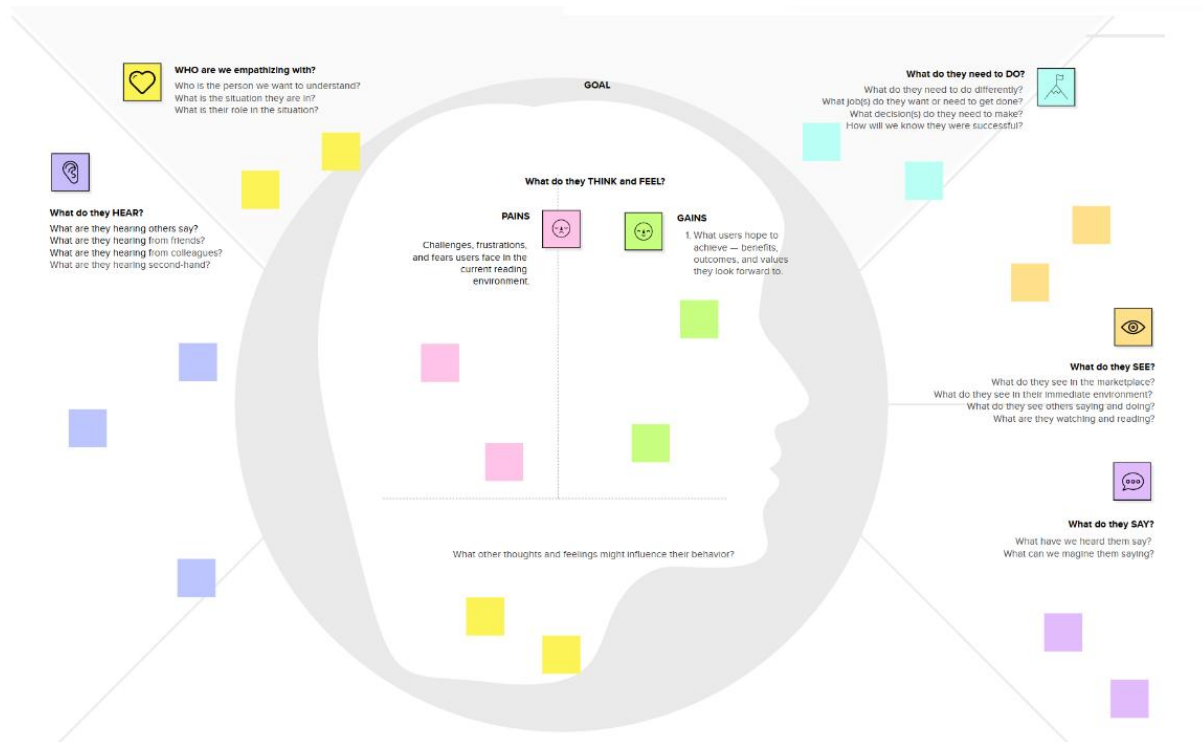 WHO are we empathizing with?
Who is the person we want to understand?
What is the situation they are in?
What is their role in the situation?
GOAL
What do they need to DO?
What do they need to do differently?
What job(s) do they want or need to get done?
What decision(s) do they need to make?
How will we know they were successful?
What do they HEAR?
What are they hearing others say?
What are they hearing from friends?
What are they hearing from colleagues?
What are they hearing second-hand?
What do they THINK and FEEL?
PAINS
Challenges, frustrations,
and fears users face in the
current reading
environment.
GAINS
1. What users hope to
achieve — benefits,
outcomes, and values
they look forward to.
What do they SEE?
What do they see in the marketplace?
What do they see in their immediate environment?
What do they see others saying and doing?
What are they watching and reading?
What do they SAY?
What have we heard them say?
What can we magine them saying?
What other thoughts and feelings might influence their behavior?